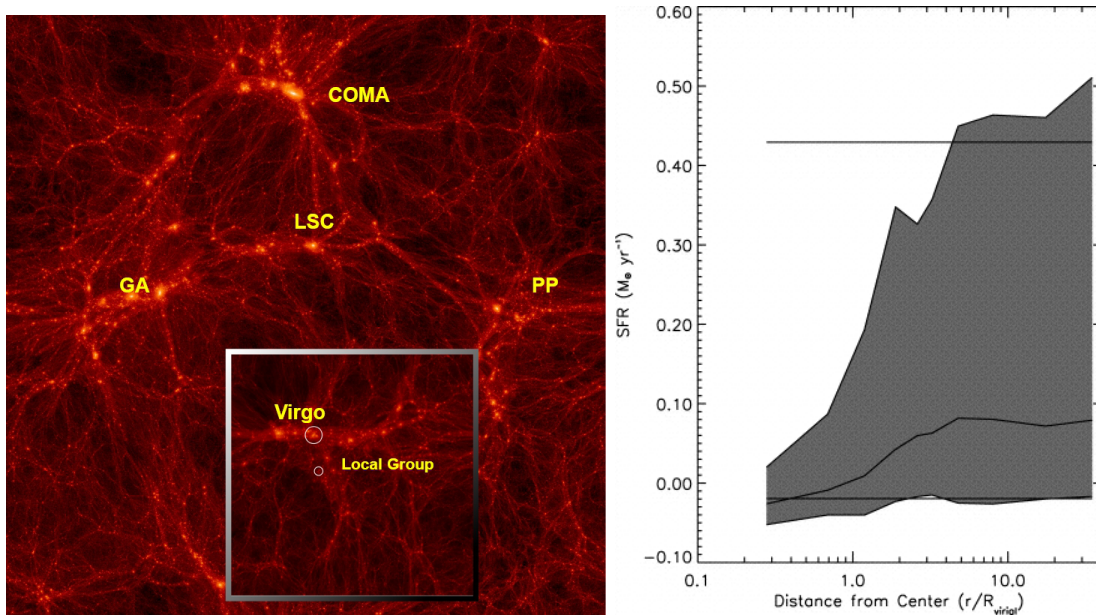 COMA
LSC
GA
PP
Virgo
Local Group
0.60
0.50
0.40
0.30
0.20
0.10
0.00
-0.10
SFR (M⊙ yr⁻¹)
0.1
1.0
10.0
Distance from Center (r/Rvirial)